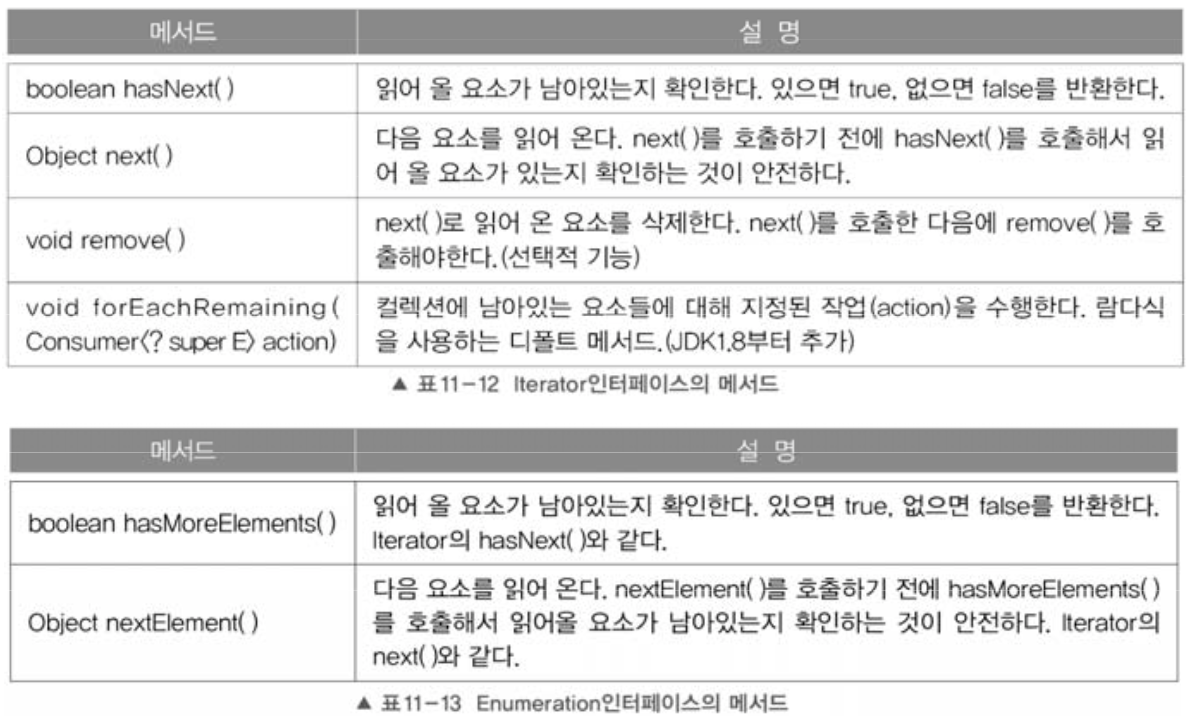 메서드 설 명
boolean hasNext( ) 읽어 올 요소가 남아있는지 확인한다. 있으면 true, 없으면 false를 반환한다.
Object next( ) 다음 요소를 읽어 온다. next( )를 호출하기 전에 hasNext( )를 호출해서 읽
어 올 요소가 있는지 확인하는 것이 안전하다.
void remove( ) next( )로 읽어 온 요소를 삭제한다. next( )를 호출한 다음에 remove( )를 호
출해야한다.(선택적 기능)
void forEachRemaining( 컬렉션에 남아있는 요소들에 대해 지정된 작업(action)을 수행한다. 람다식
Consumer<? super E> action) 을 사용하는 디폴트 메서드.(JDK1.8부터 추가)
▲ 표11-12 Iterator인터페이스의 메서드
메서드 설 명
boolean hasMoreElements( ) 읽어 올 요소가 남아있는지 확인한다. 있으면 true, 없으면 false를 반환한다.
Iterator의 hasNext( )와 같다.
Object nextElement( ) 다음 요소를 읽어 온다. nextElement( )를 호출하기 전에 hasMoreElements( )
를 호출해서 읽어올 요소가 남아있는지 확인하는 것이 안전하다. Iterator의
next( )와 같다.
▲ 표11-13 Enumeration인터페이스의 메서드